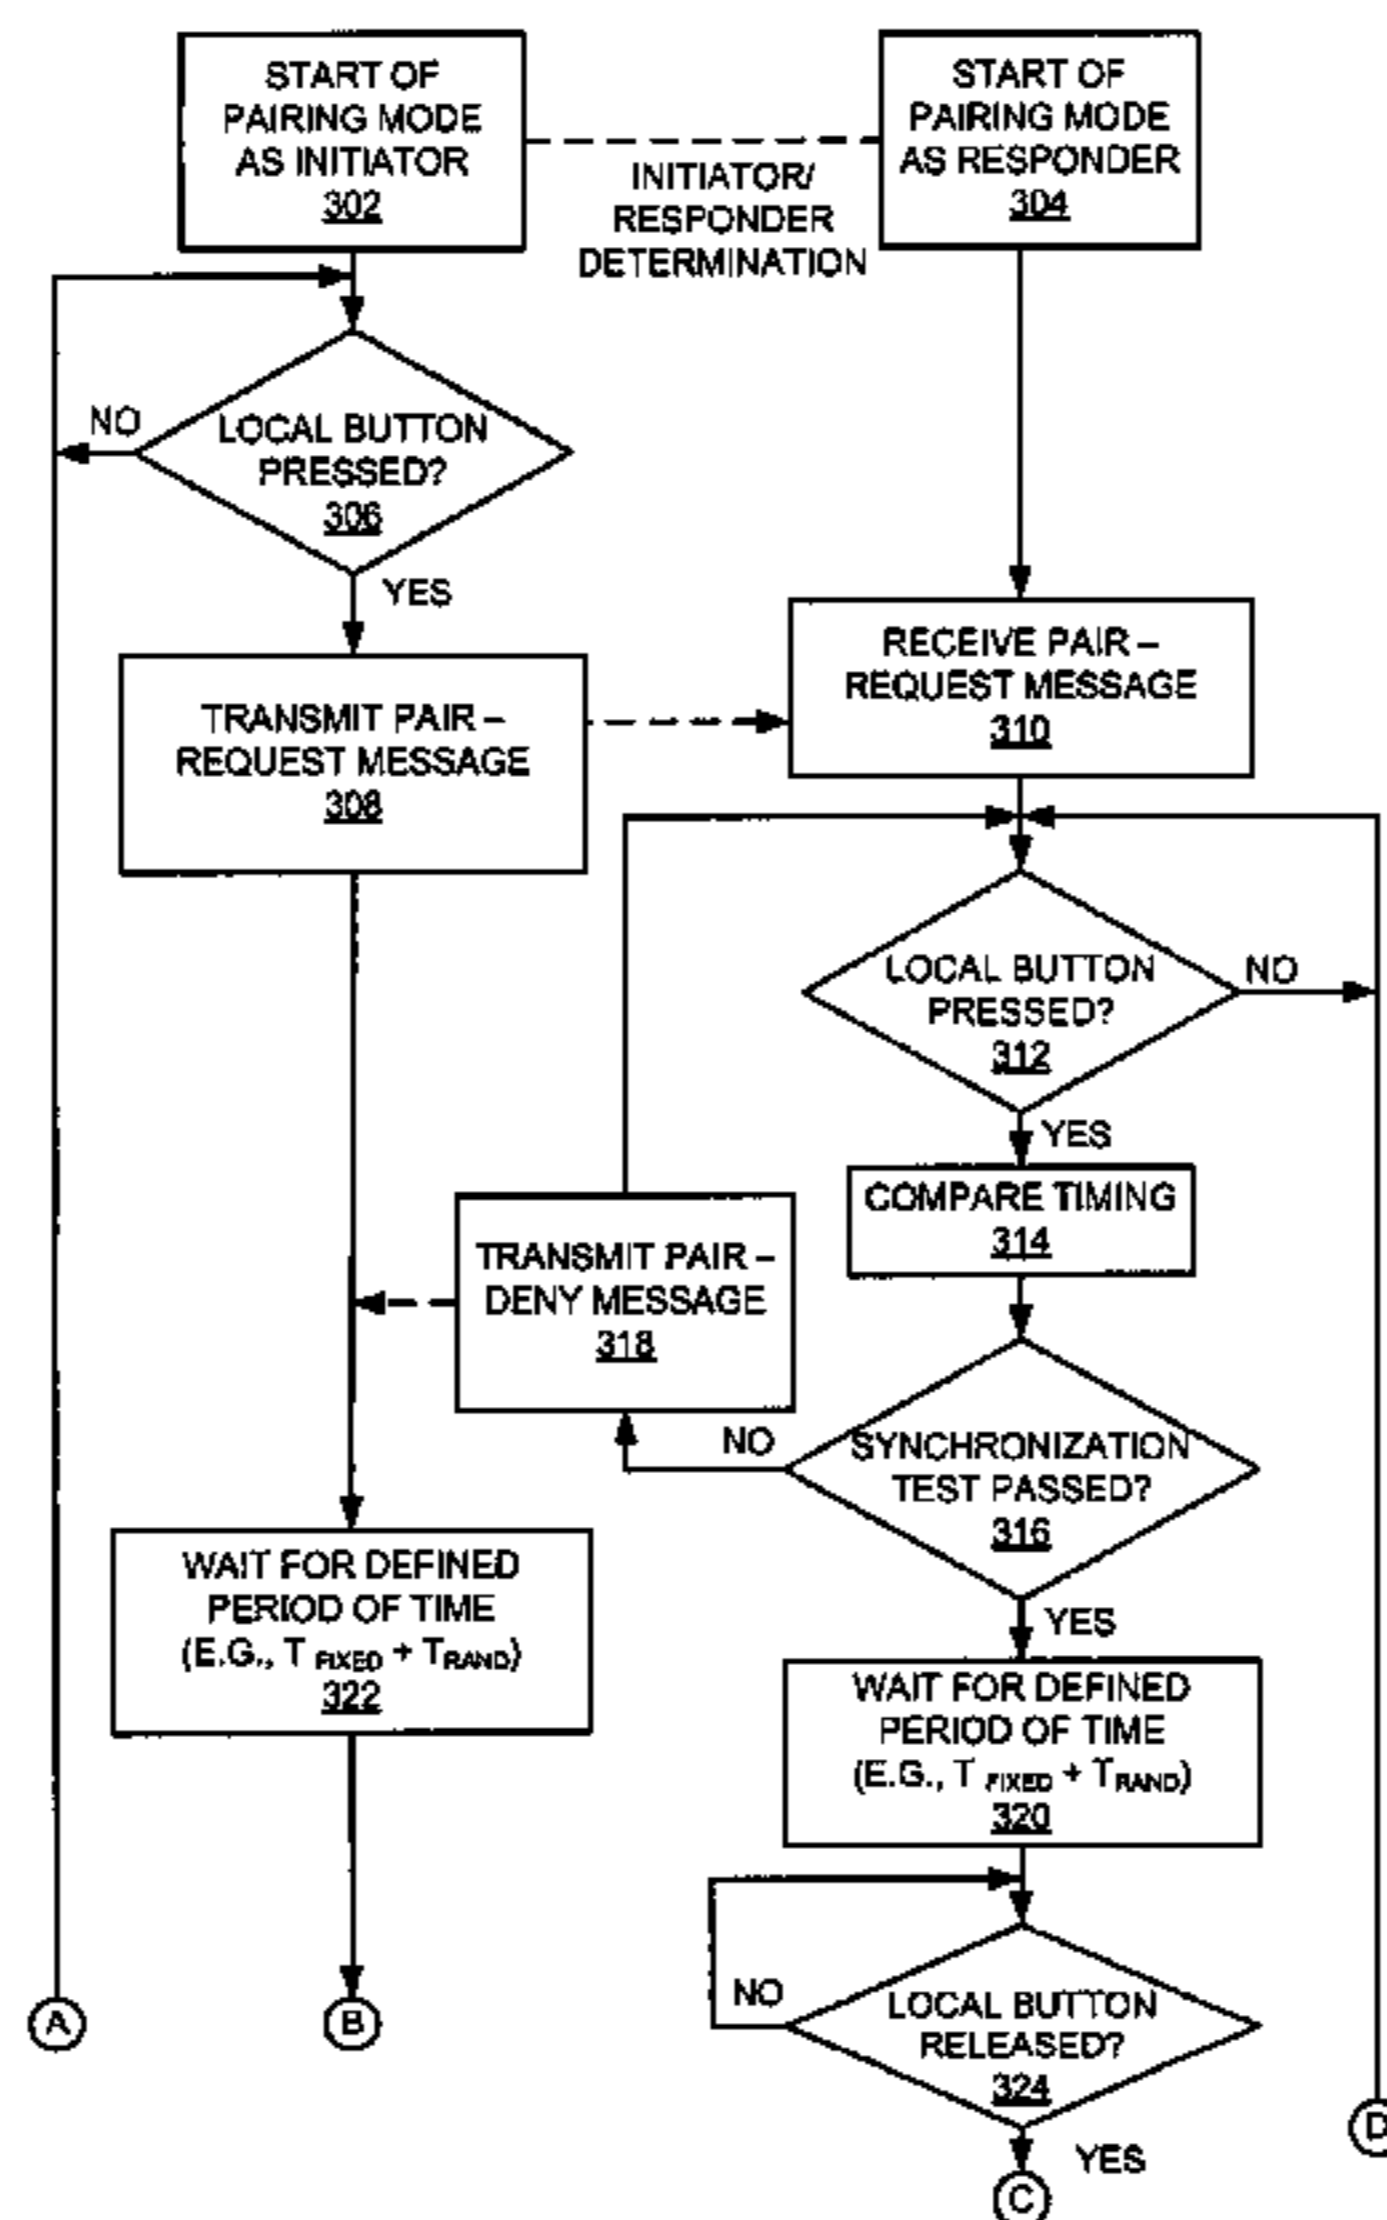 START OF
PAIRING MODE
AS INITIATOR
302
START OF
PAIRING MODE
AS RESPONDER
304
INITIATOR/
RESPONDER
DETERMINATION
NO
LOCAL BUTTON
PRESSED?
306
YES
RECEIVE PAIR –
REQUEST MESSAGE
310
TRANSMIT PAIR –
REQUEST MESSAGE
308
LOCAL BUTTON
PRESSED?
312
NO
YES
COMPARE TIMING
314
TRANSMIT PAIR –
DENY MESSAGE
318
NO
SYNCHRONIZATION
TEST PASSED?
316
YES
WAIT FOR DEFINED
PERIOD OF TIME
(E.G., T FIXED + TRAND)
322
WAIT FOR DEFINED
PERIOD OF TIME
(E.G., T FIXED + TRAND)
320
NO
LOCAL BUTTON
RELEASED?
324
YES
A
B
C
D